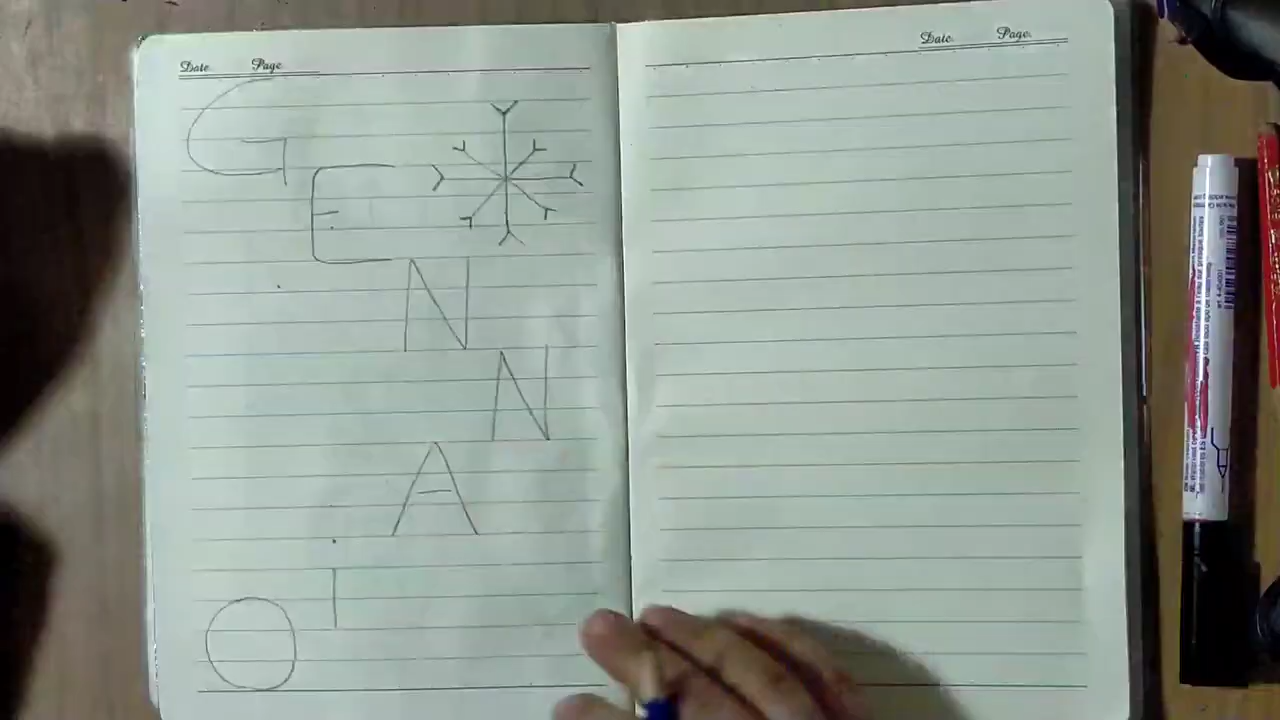 Date. Page.
Date. Page.
G
E
N
N
A
i
O